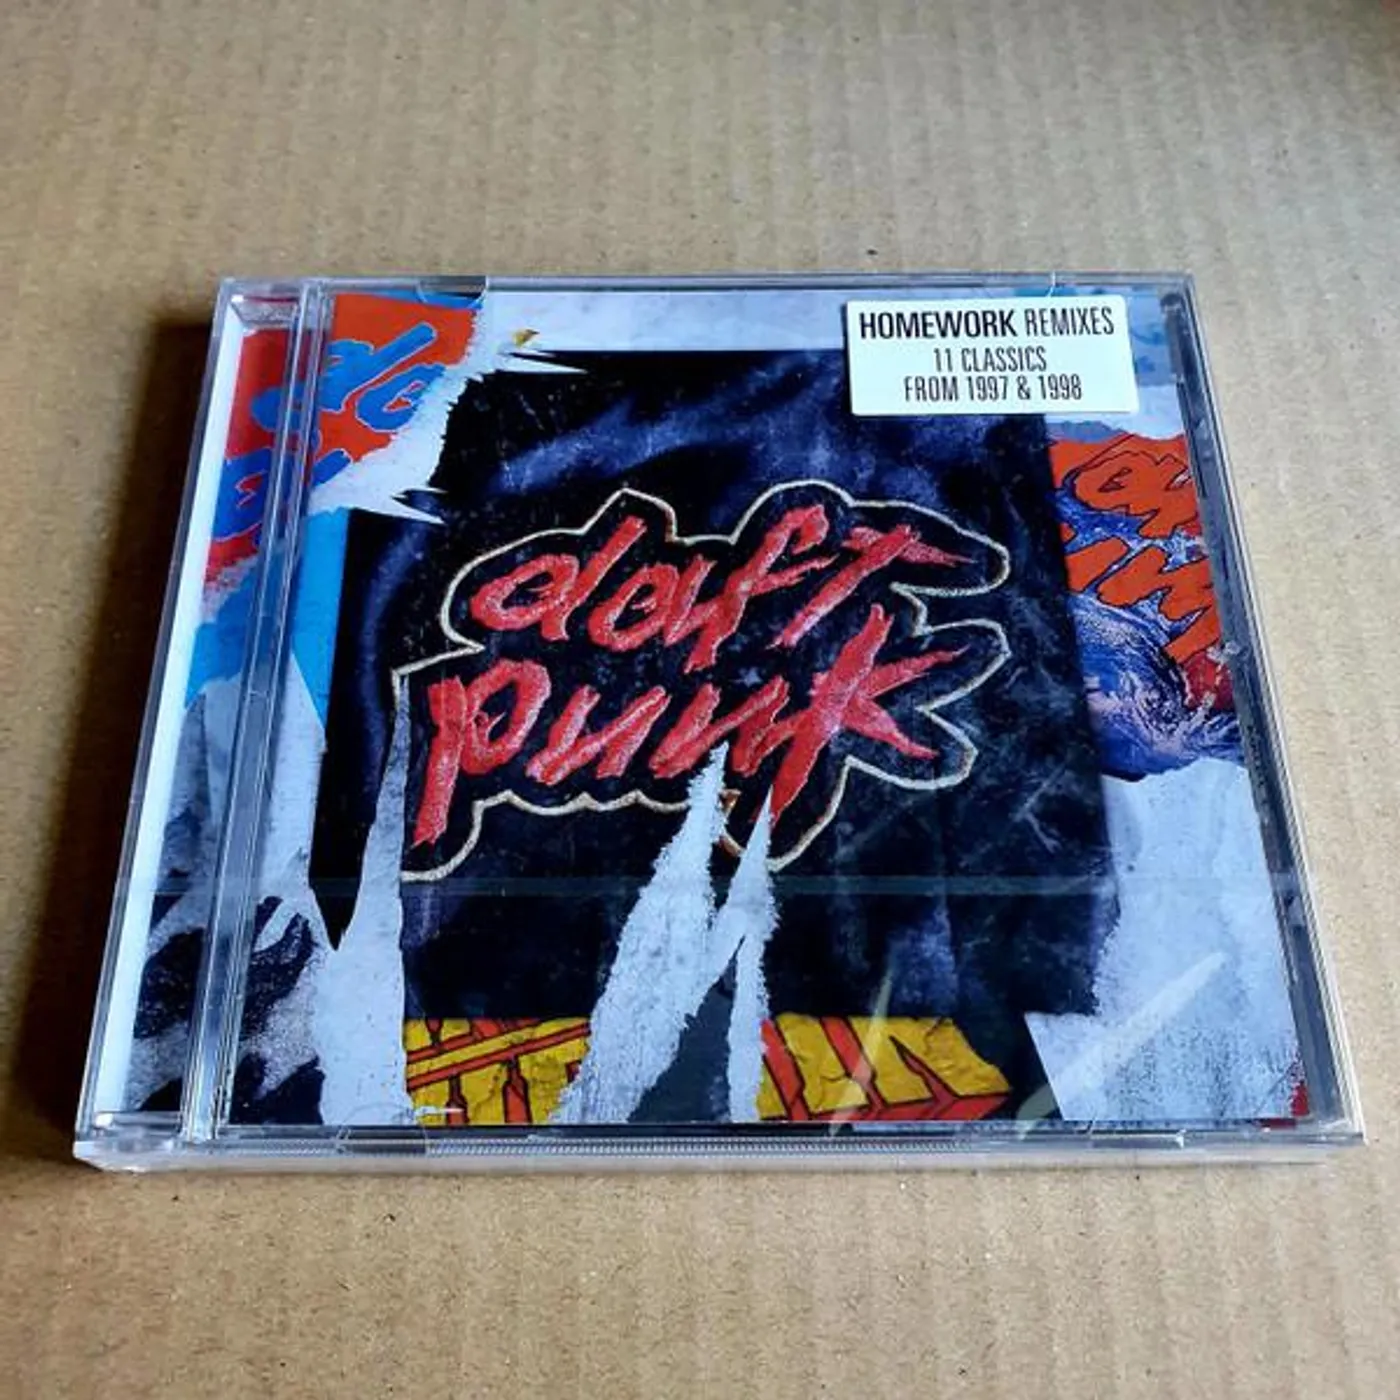 HOMEWORK REMIXES
11 CLASSICS
FROM 1997 & 1998
daft
punk